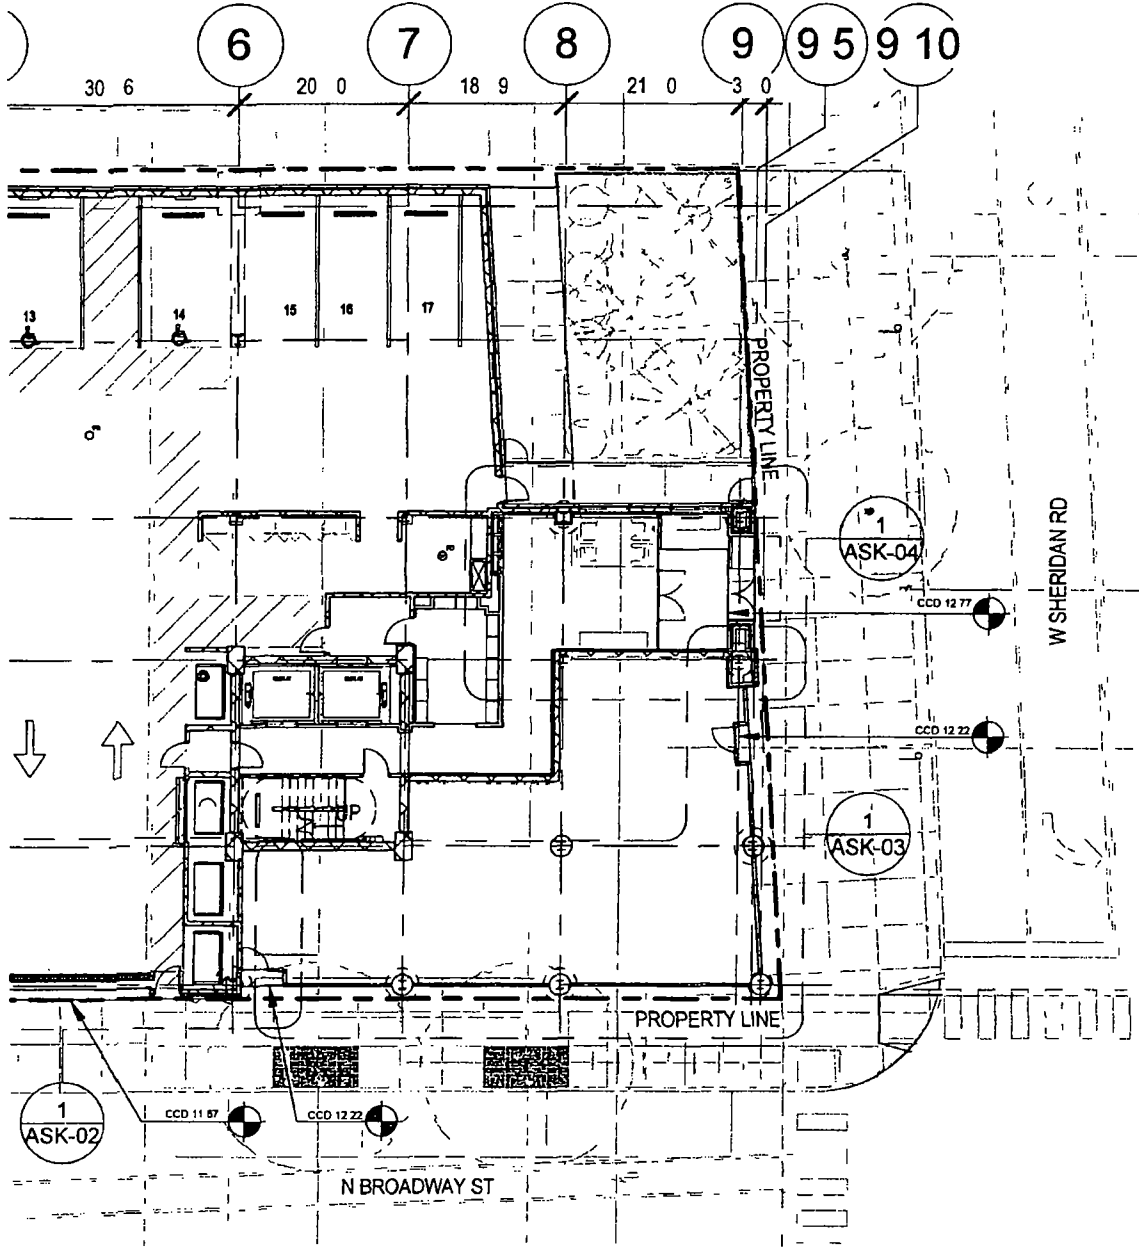 6 7 8 9 9 5 9 10
30 6 20 0 18 9 21 0 3 0
13 14 15 16 17
PROPERTY LINE
W SHERIDAN RD
1
ASK-04
CCD 12 77
CCD 12 22
UP
1
ASK-03
PROPERTY LINE
1
ASK-02
CCD 11 67
CCD 12 22
N BROADWAY ST